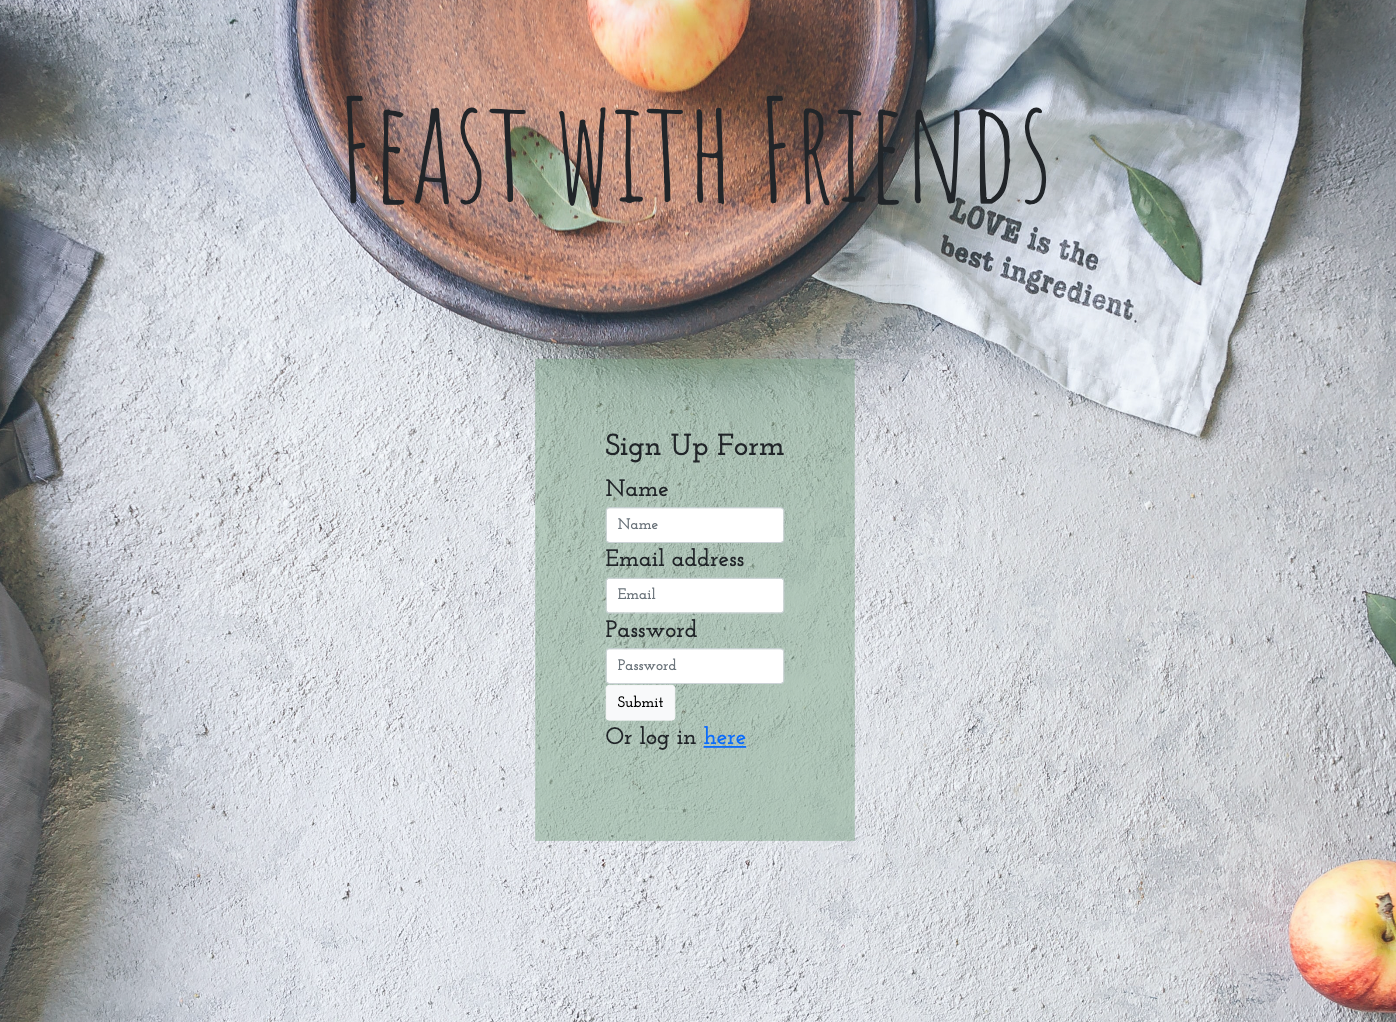 Feast with Friends
LOVE is the
best ingredient.
Sign Up Form
Name
Name
Email address
Email
Password
Password
Submit
Or log in here